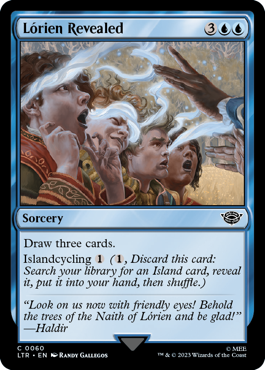 Lórien Revealed 3
Sorcery
Draw three cards.
Islandcycling 1 (1, Discard this card:
Search your library for an Island card, reveal
it, put it into your hand, then shuffle.)
“Look us now with friendly eyes! Behold
the trees of the Naith of Lórien and be glad!”
—Haldir
C 0060
LTR • EN RANDY GALLEGOS
© MEE
™ & © 2023 Wizards of the Coast